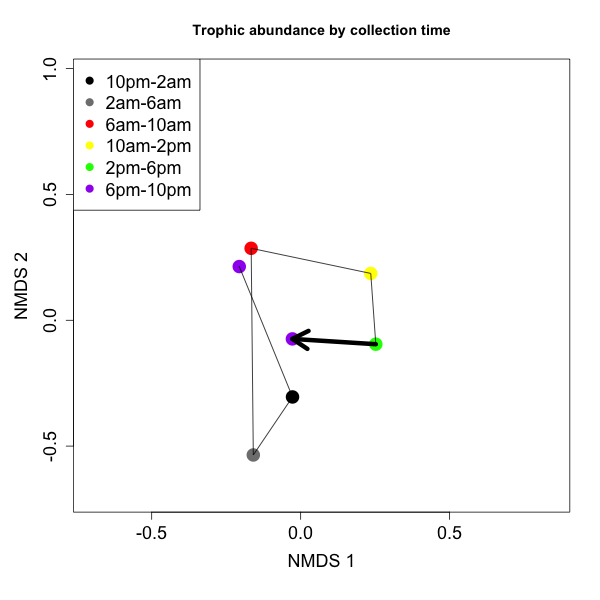 Trophic abundance by collection time
10pm-2am
2am-6am
6am-10am
10am-2pm
2pm-6pm
6pm-10pm
1.0
0.5
0.0
-0.5
NMDS 2
-0.5 0.0 0.5
NMDS 1